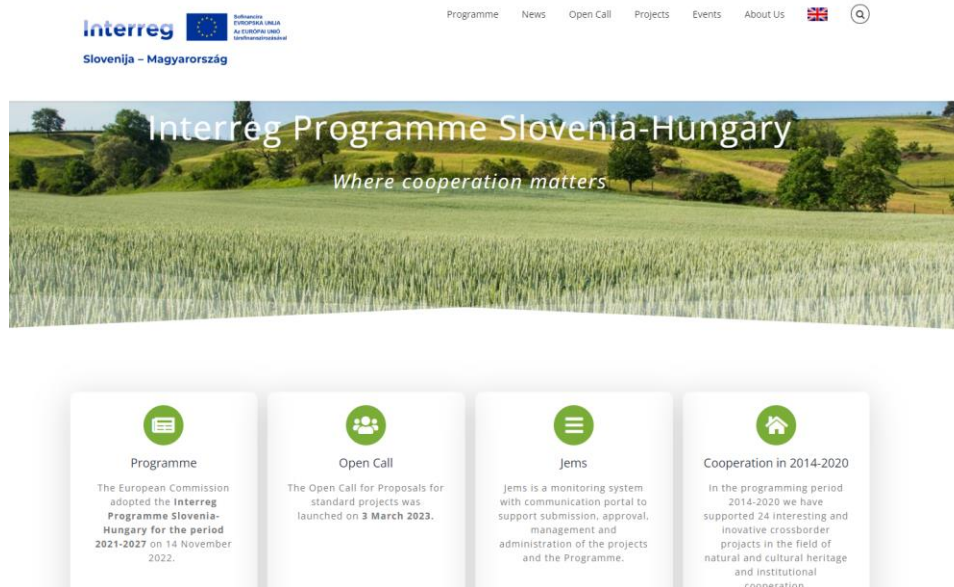 Interreg
Sofinancira
EVROPSKA UNIJA
Az EURÓPAI UNIÓ
társfinanszírozásával
Slovenija – Magyarország
Programme News Open Call Projects Events About Us
Interreg Programme Slovenia-Hungary
Where cooperation matters
Programme
The European Commission
adopted the Interreg
Programme Slovenia-
Hungary for the period
2021-2027 on 14 November
2022.
Open Call
The Open Call for Proposals for
standard projects was
launched on 3 March 2023.
Jems
Jems is a monitoring system
with communication portal to
support submission, approval,
management and
administration of the projects
and the Programme.
Cooperation in 2014-2020
In the programming period
2014-2020 we have
supported 24 interesting and
inovative crossborder
projacts in the field of
natural and cultural heritage
and institutional
cooperation